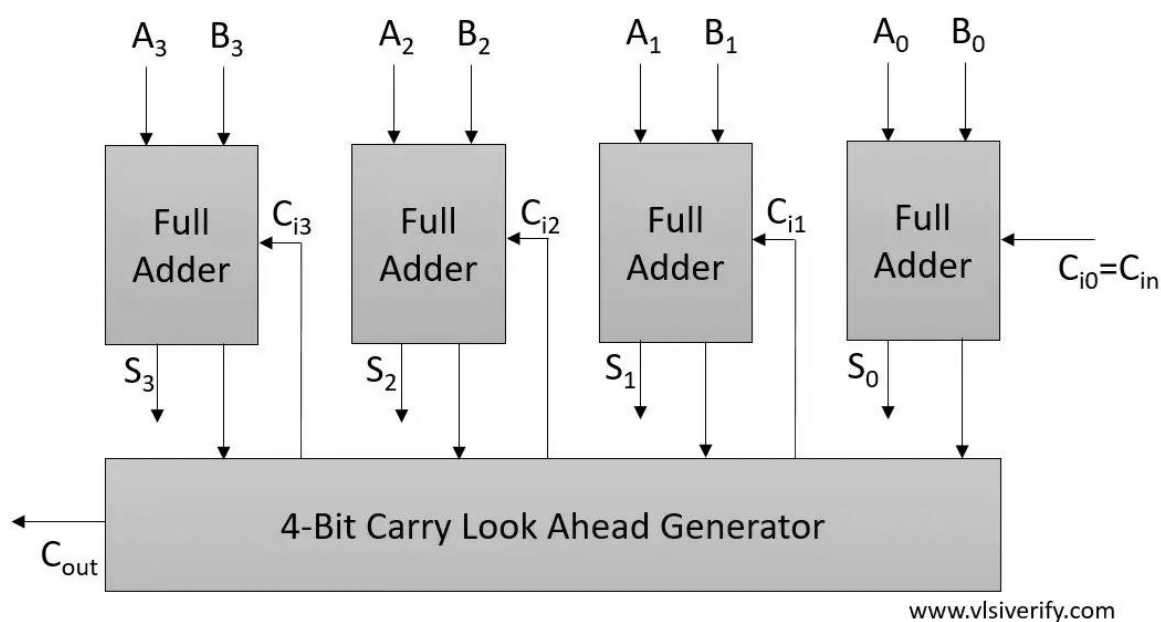 A₃ B₃ A₂ B₂ A₁ B₁ A₀ B₀
Full Adder
Cᵢ₃
Full Adder
Cᵢ₂
Full Adder
Cᵢ₁
Full Adder
Cᵢ₀=Cᵢₙ
S₃ S₂ S₁ S₀
4-Bit Carry Look Ahead Generator
Cₒᵤₜ
www.vlsiverify.com